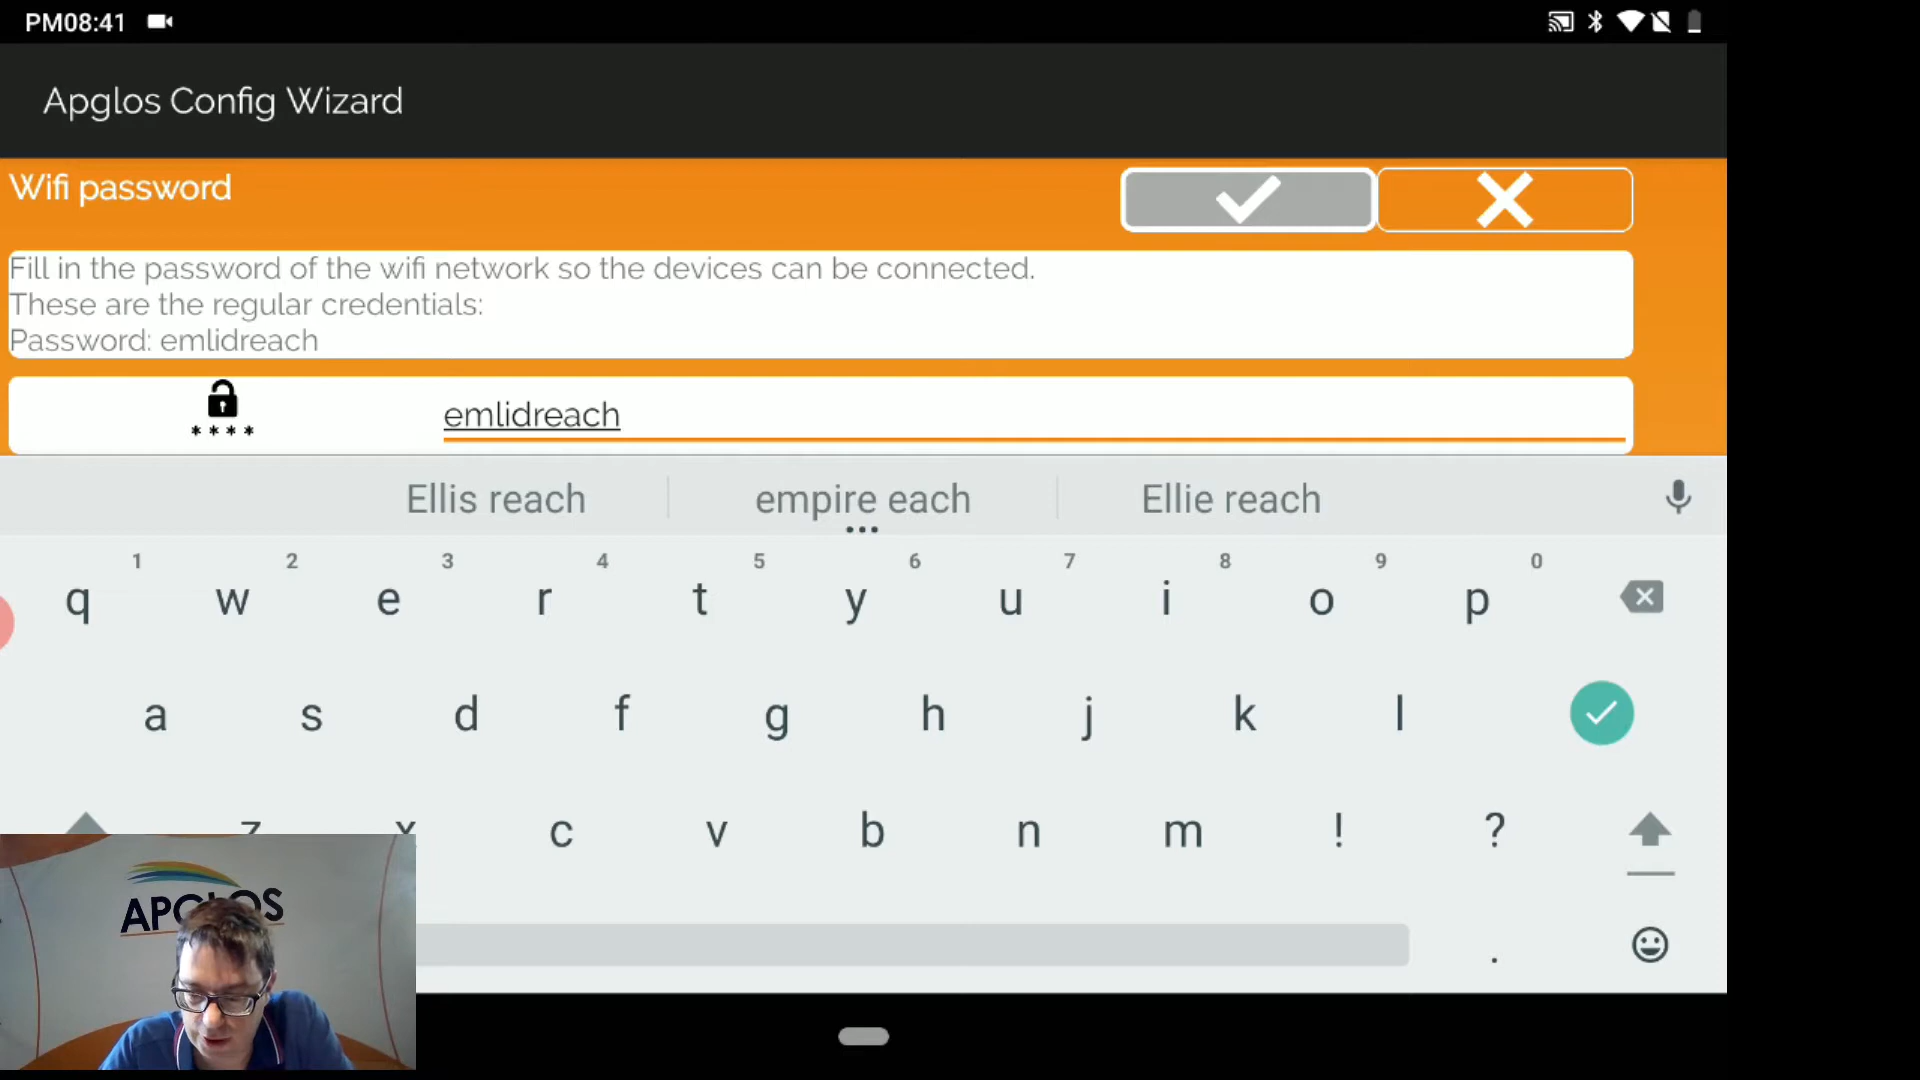 PM08:41
Apglos Config Wizard
Wifi password
Fill in the password of the wifi network so the devices can be connected.
These are the regular credentials:
Password: emlidreach
****
emlidreach
Ellis reach empire each Ellie reach
...
1 2 3 4 5 6 7 8 9 0
q w e r t y u i o p
a s d f g h j k l
z x c v b n m ! ?
APGLOS
.